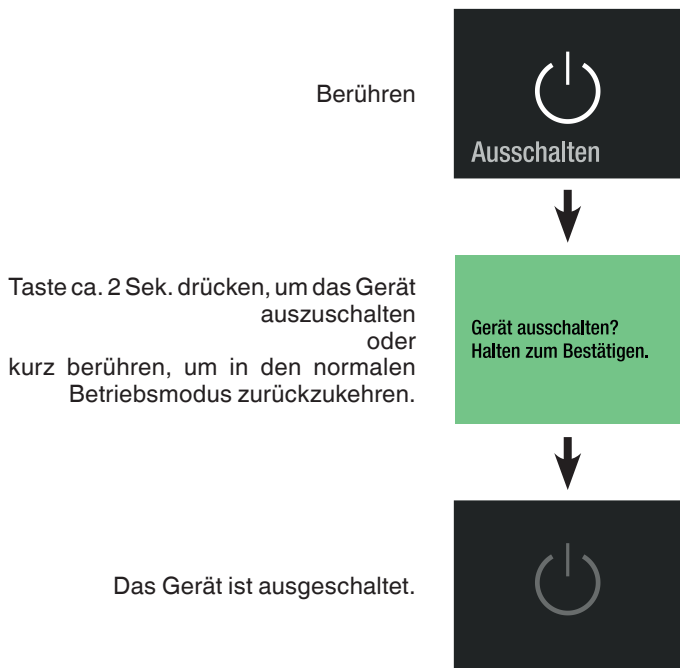 Berühren
Ausschalten
Taste ca. 2 Sek. drücken, um das Gerät
auszuschalten
oder
kurz berühren, um in den normalen
Betriebsmodus zurückzukehren.
Gerät ausschalten?
Halten zum Bestätigen.
Das Gerät ist ausgeschaltet.